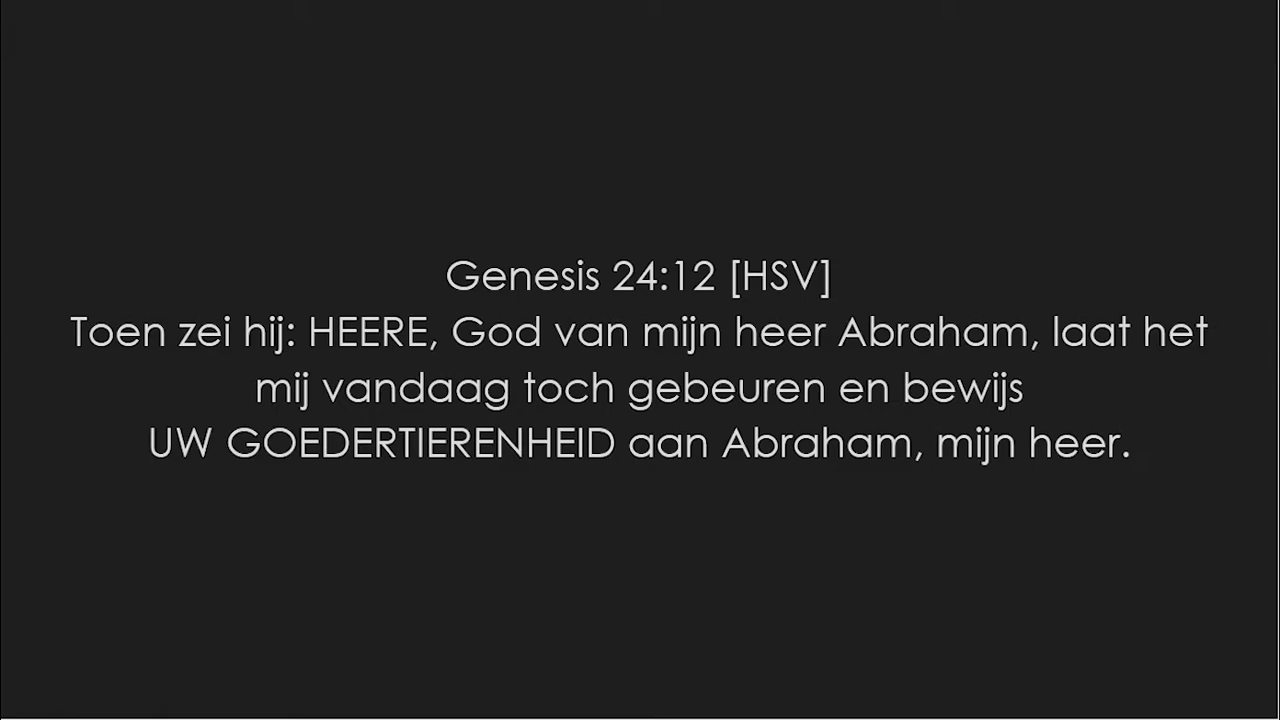 Genesis 24:12 [HSV]
Toen zei hij: HEERE, God van mijn heer Abraham, laat het
mij vandaag toch gebeuren en bewijs
UW GOEDERTIERENHEID aan Abraham, mijn heer.